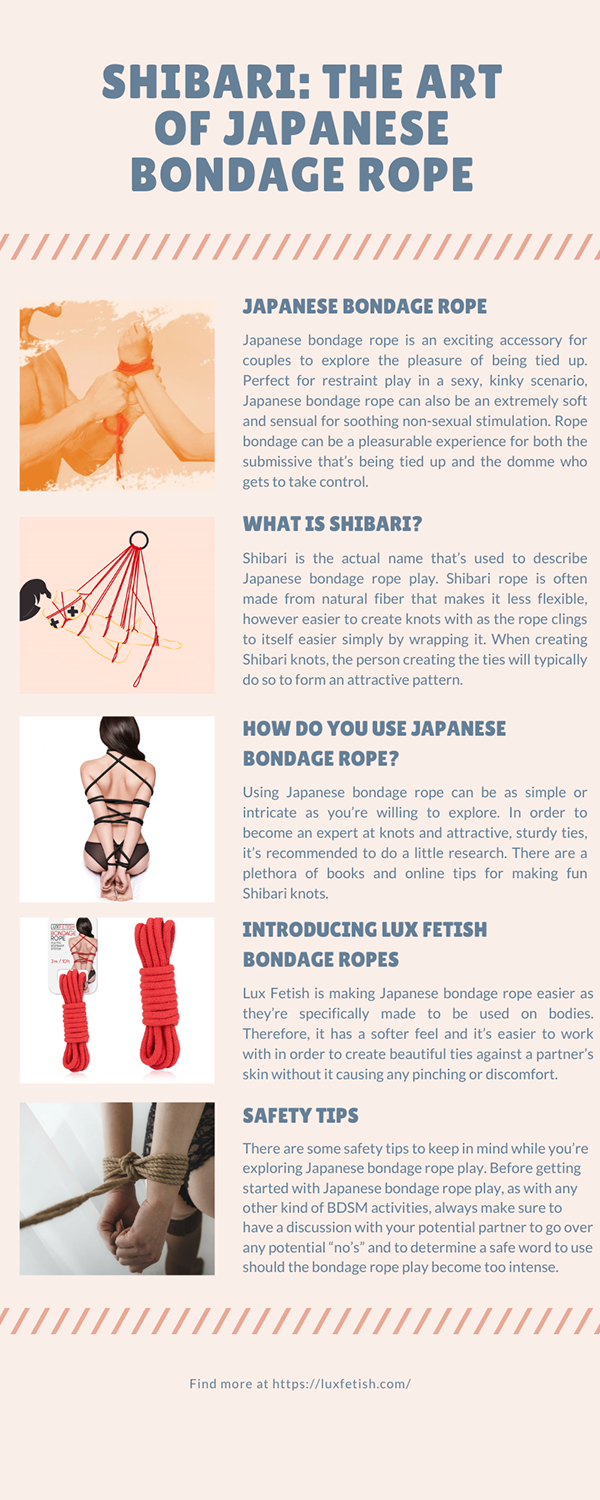 SHIBARI: THE ART
OF JAPANESE
BONDAGE ROPE
JAPANESE BONDAGE ROPE
Japanese bondage rope is an exciting accessory for
couples to explore the pleasure of being tied up.
Perfect for restraint play in a sexy, kinky scenario,
Japanese bondage rope can also be an extremely soft
and sensual for soothing non-sexual stimulation. Rope
bondage can be a pleasurable experience for both the
submissive that's being tied up and the domme who
gets to take control.
WHAT IS SHIBARI?
Shibari is the actual name that's used to describe
Japanese bondage rope play. Shibari rope is often
made from natural fiber that makes it less flexible,
however easier to create knots with as the rope clings
to itself easier simply by wrapping it. When creating
Shibari knots, the person creating the ties will typically
do so to form an attractive pattern.
HOW DO YOU USE JAPANESE
BONDAGE ROPE?
Using Japanese bondage rope can be as simple or
intricate as you're willing to explore. In order to
become an expert at knots and attractive, sturdy ties,
it's recommended to do a little research. There are a
plethora of books and online tips for making fun
Shibari knots.
LUX FETISH
BONDAGE
ROPE
3m / 10ft
INTRODUCING LUX FETISH
BONDAGE ROPES
Lux Fetish is making Japanese bondage rope easier as
they're specifically made to be used on bodies.
Therefore, it has a softer feel and it's easier to work
with in order to create beautiful ties against a partner's
skin without it causing any pinching or discomfort.
SAFETY TIPS
There are some safety tips to keep in mind while you're
exploring Japanese bondage rope play. Before getting
started with Japanese bondage rope play, as with any
other kind of BDSM activities, always make sure to
have a discussion with your potential partner to go over
any potential "no's" and to determine a safe word to use
should the bondage rope play become too intense.
Find more at https://luxfetish.com/